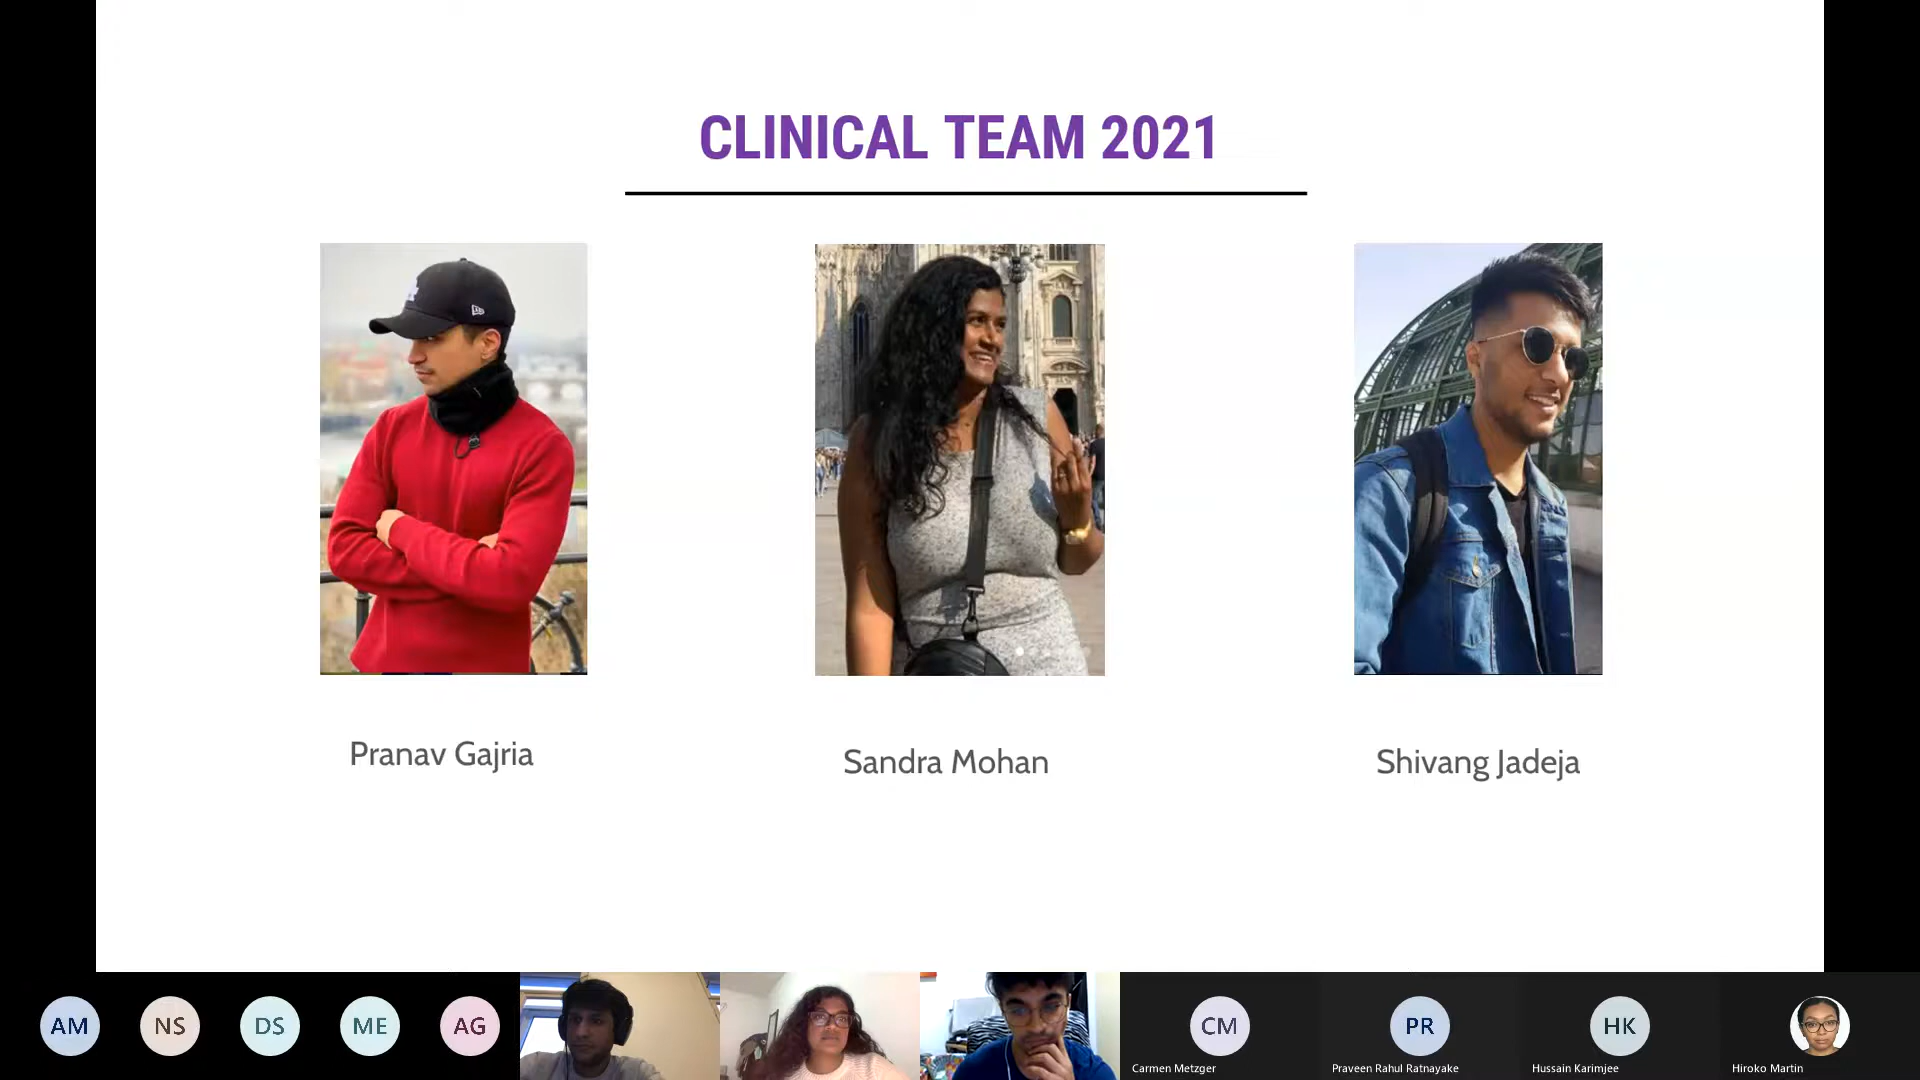 CLINICAL TEAM 2021
Pranav Gajria
Sandra Mohan
Shivang Jadeja
AM
NS
DS
ME
AG
CM
PR
HK
Carmen Metzger
Praveen Rahul Ratnayake
Hussain Karimjee
Hiroko Martin